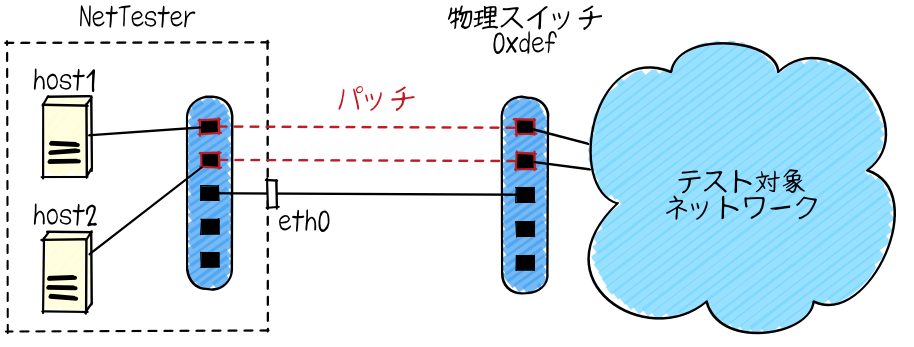 NetTester
物理スイッチ
0xdef
host1
パッチ
テスト対象
ネットワーク
host2
eth0